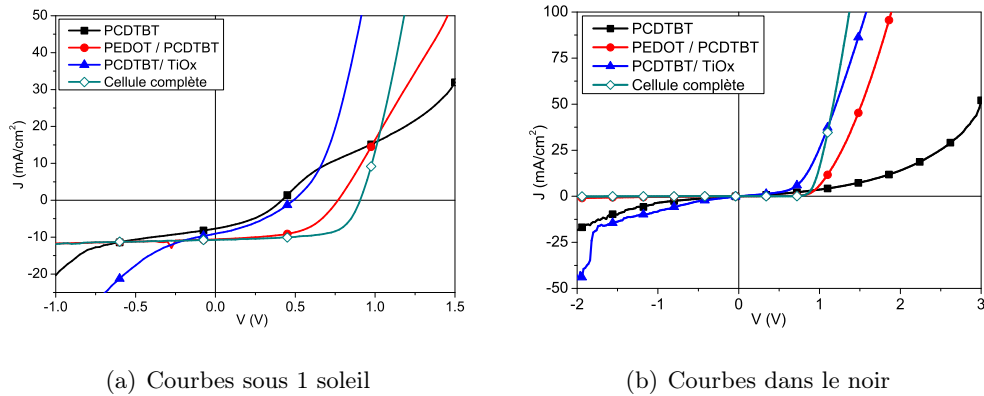 PCDTBT
PEDOT / PCDTBT
PCDTBT/ TiOx
Cellule complète
J (mA/cm²)
50
40
30
20
10
0
-10
-20
-1.0 -0.5 0.0 0.5 1.0 1.5
V (V)
(a) Courbes sous 1 soleil
PCDTBT
PEDOT / PCDTBT
PCDTBT/ TiOx
Cellule complète
J (mA/cm²)
100
75
50
25
0
-25
-50
-2 -1 0 1 2 3
V (V)
(b) Courbes dans le noir